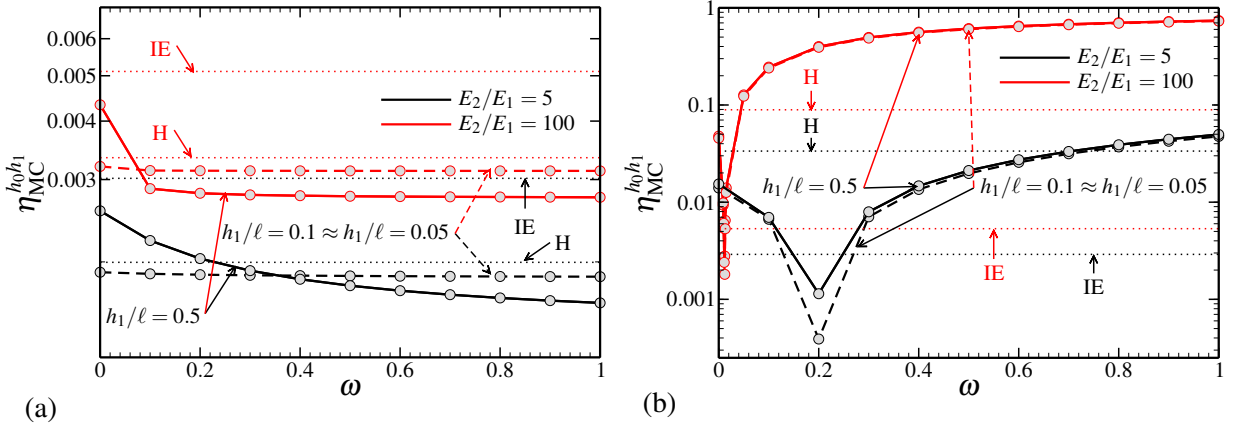 0.006
IE
0.005
E₂/E₁ = 5
0.004
E₂/E₁ = 100
H
0.003
η_MC^{h₀h₁}
h₁/ℓ = 0.1 ≈ h₁/ℓ = 0.05
IE
H
h₁/ℓ = 0.5
0 0.2 0.4 0.6 0.8 1
ω
(a)
1
E₂/E₁ = 5
E₂/E₁ = 100
H
0.1
H
η_MC^{h₀h₁}
h₁/ℓ = 0.5
h₁/ℓ = 0.1 ≈ h₁/ℓ = 0.05
0.01
IE
IE
0.001
0 0.2 0.4 0.6 0.8 1
ω
(b)